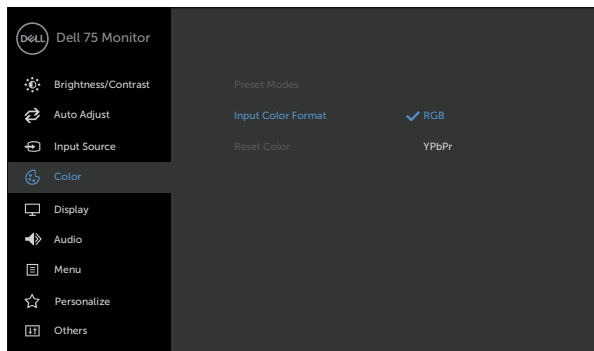 DELL Dell 75 Monitor
Brightness/Contrast Preset Modes
Auto Adjust Input Color Format RGB
Input Source Reset Color YPbPr
Color
Display
Audio
Menu
Personalize
Others